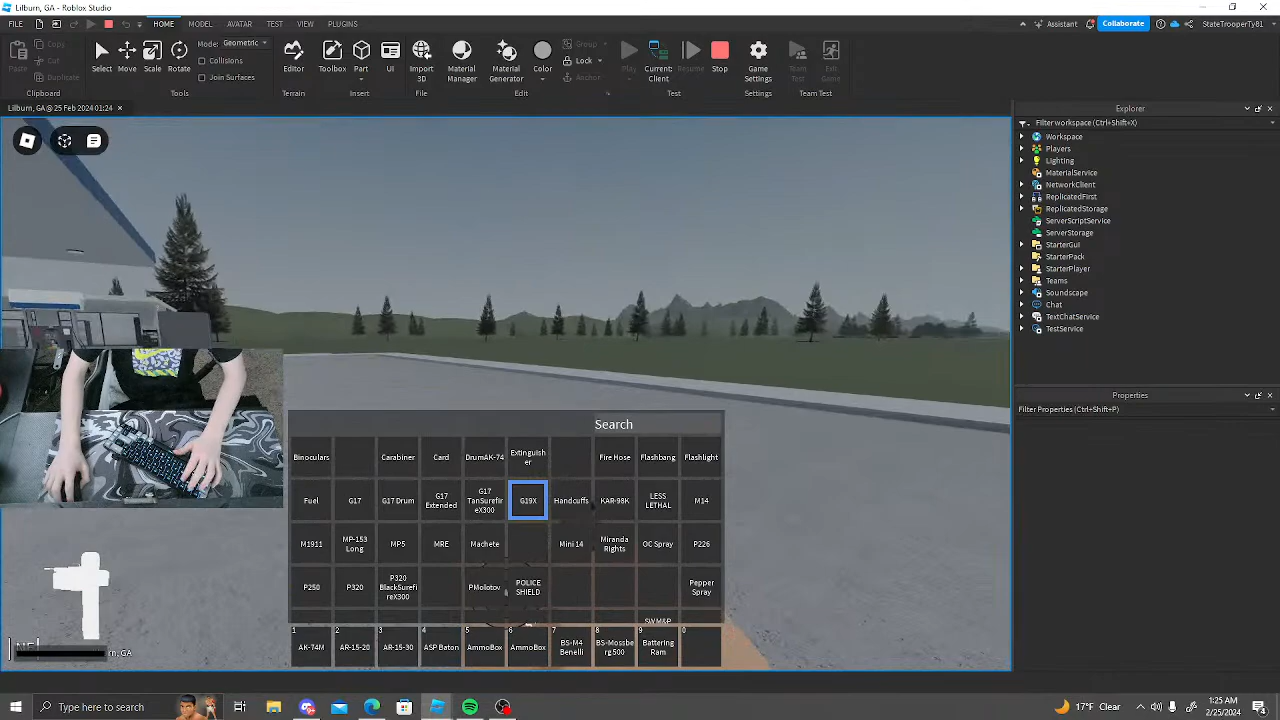 Lilburn, GA - Roblox Studio
FILE HOME MODEL AVATAR TEST VIEW PLUGINS Assistant Collaborate StateTrooperTy81
Paste Copy Cut Duplicate Select Move Scale Rotate Mode: Geometric Collisions Join Surfaces Editor Toolbox Part UI Import 3D Material Manager Material Generator Color Group Lock Anchor Play Current: Client Resume Stop Game Settings Team Test Exit Game
Clipboard Tools Terrain Insert File Edit Test Settings Team Test
Lilburn, GA @ 25 Feb 2024 01:24
Explorer
Filter workspace (Ctrl+Shift+X)
Workspace
Players
Lighting
MaterialService
NetworkClient
ReplicatedFirst
ReplicatedStorage
ServerScriptService
ServerStorage
StarterGui
StarterPack
StarterPlayer
Teams
Soundscape
Chat
TextChatService
TestService
Properties
Filter Properties (Ctrl+Shift+P)
Search
Binoculars Carabiner Card DrumAK-74 Extinguisher Fire Hose Flashbang Flashlight
Fuel G17 G17 Drum G17 Extended G17 TanSurefireX300 G19X Handcuffs KAR-98K LESS LETHAL M14
M1911 MP-153 Long MP5 MRE Machete Mini 14 Miranda Rights OC Spray P226
P250 P320 P320 BlackSurefireX300 PMolotov POLICE SHIELD Pepper Spray
SWM&P
1 2 3 4 5 6 7 8 9 0
AK-74M AR-15-20 AR-15-30 ASP Baton AmmoBox AmmoBox BS-M4 Benelli BS-Mossberg500 Battering Ram
NE rn, GA
Type here to search
17°F Clear
1:25 AM
2/25/2024